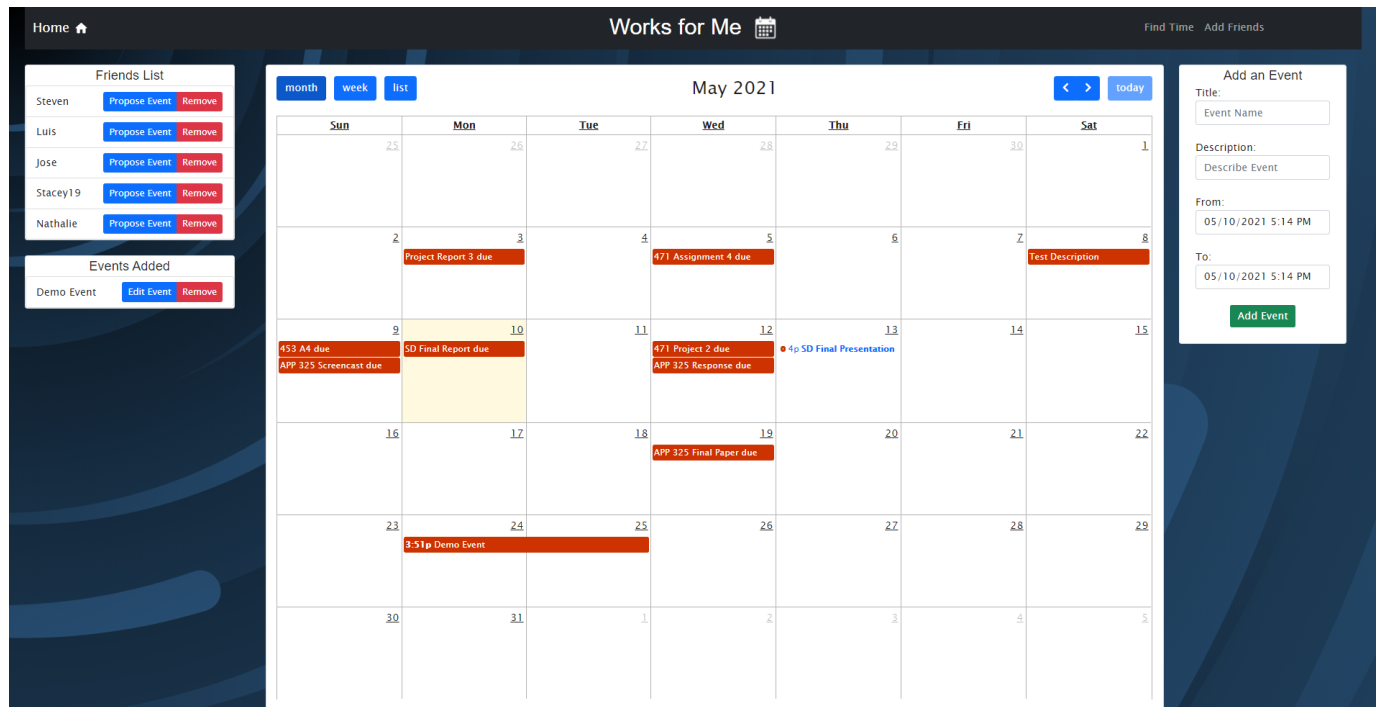 Home
Works for Me
Find Time Add Friends
Friends List
Steven Propose Event Remove
Luis Propose Event Remove
Jose Propose Event Remove
Stacey19 Propose Event Remove
Nathalie Propose Event Remove
Events Added
Demo Event Edit Event Remove
month week list
May 2021
< > today
Sun Mon Tue Wed Thu Fri Sat
25 26 27 28 29 30 1
2 3 4 5 6 7 8
Project Report 3 due 471 Assignment 4 due Test Description
9 10 11 12 13 14 15
453 A4 due SD Final Report due 471 Project 2 due 4p SD Final Presentation
APP 325 Screencast due APP 325 Response due
16 17 18 19 20 21 22
APP 325 Final Paper due
23 24 25 26 27 28 29
3:51p Demo Event
30 31 1 2 3 4 5
Add an Event
Title:
Event Name
Description:
Describe Event
From:
05/10/2021 5:14 PM
To:
05/10/2021 5:14 PM
Add Event